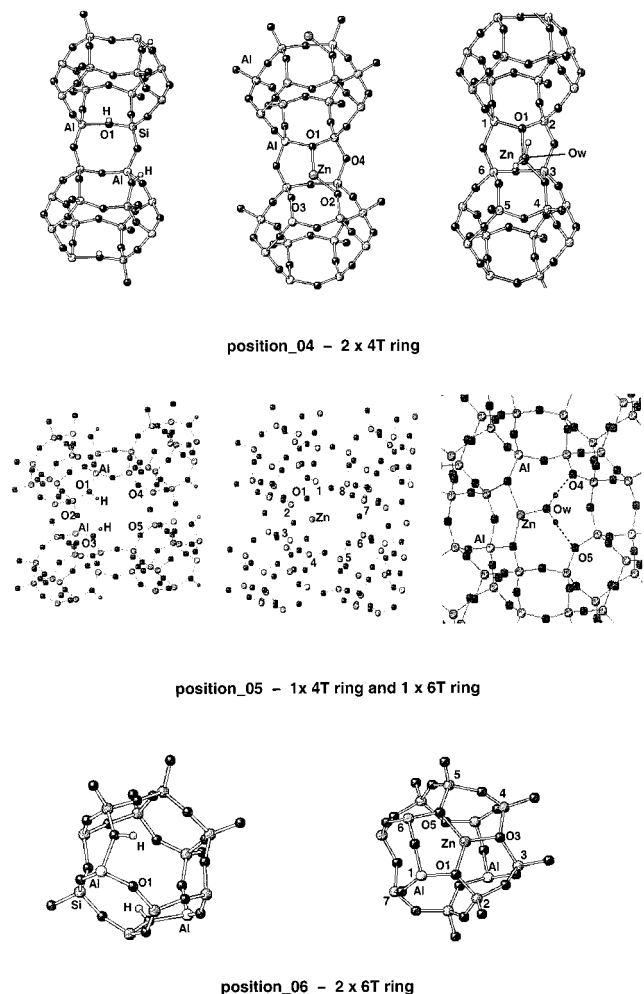 Al
H
O1
Al
Si
H
Al
O1
Al
O4
Zn
O3
O2
O1
1
2
Zn
Ow
6
3
5
4
position_04 – 2 x 4T ring
Al
O1
H
O4
O2
Al
H
O5
O3
O1
1
8
2
7
Zn
3
6
4
5
Al
O4
Zn
Ow
Al
O5
position_05 – 1x 4T ring and 1 x 6T ring
H
Al
O1
Si
H
Al
5
4
O5
6
Zn
O3
O1
3
1
Al
Al
7
2
position_06 – 2 x 6T ring